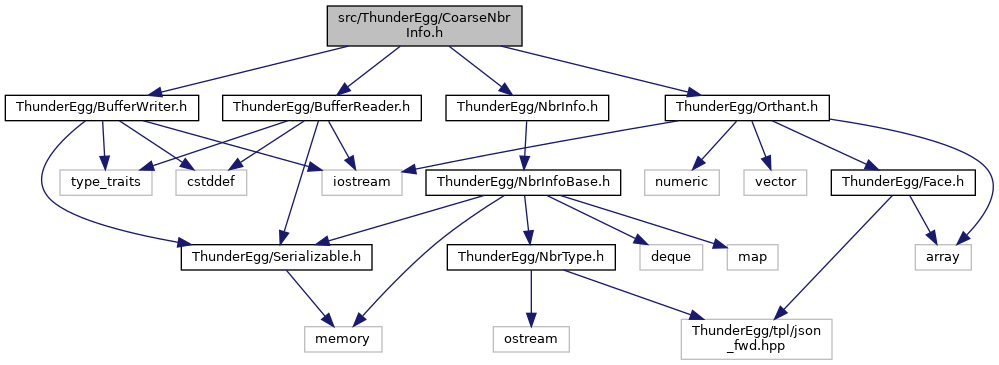 src/ThunderEgg/CoarseNbr
Info.h
ThunderEgg/BufferWriter.h
ThunderEgg/BufferReader.h
ThunderEgg/NbrInfo.h
ThunderEgg/Orthant.h
type_traits
cstddef
iostream
ThunderEgg/NbrInfoBase.h
numeric
vector
ThunderEgg/Face.h
ThunderEgg/Serializable.h
ThunderEgg/NbrType.h
deque
map
array
memory
ostream
ThunderEgg/tpl/json
_fwd.hpp